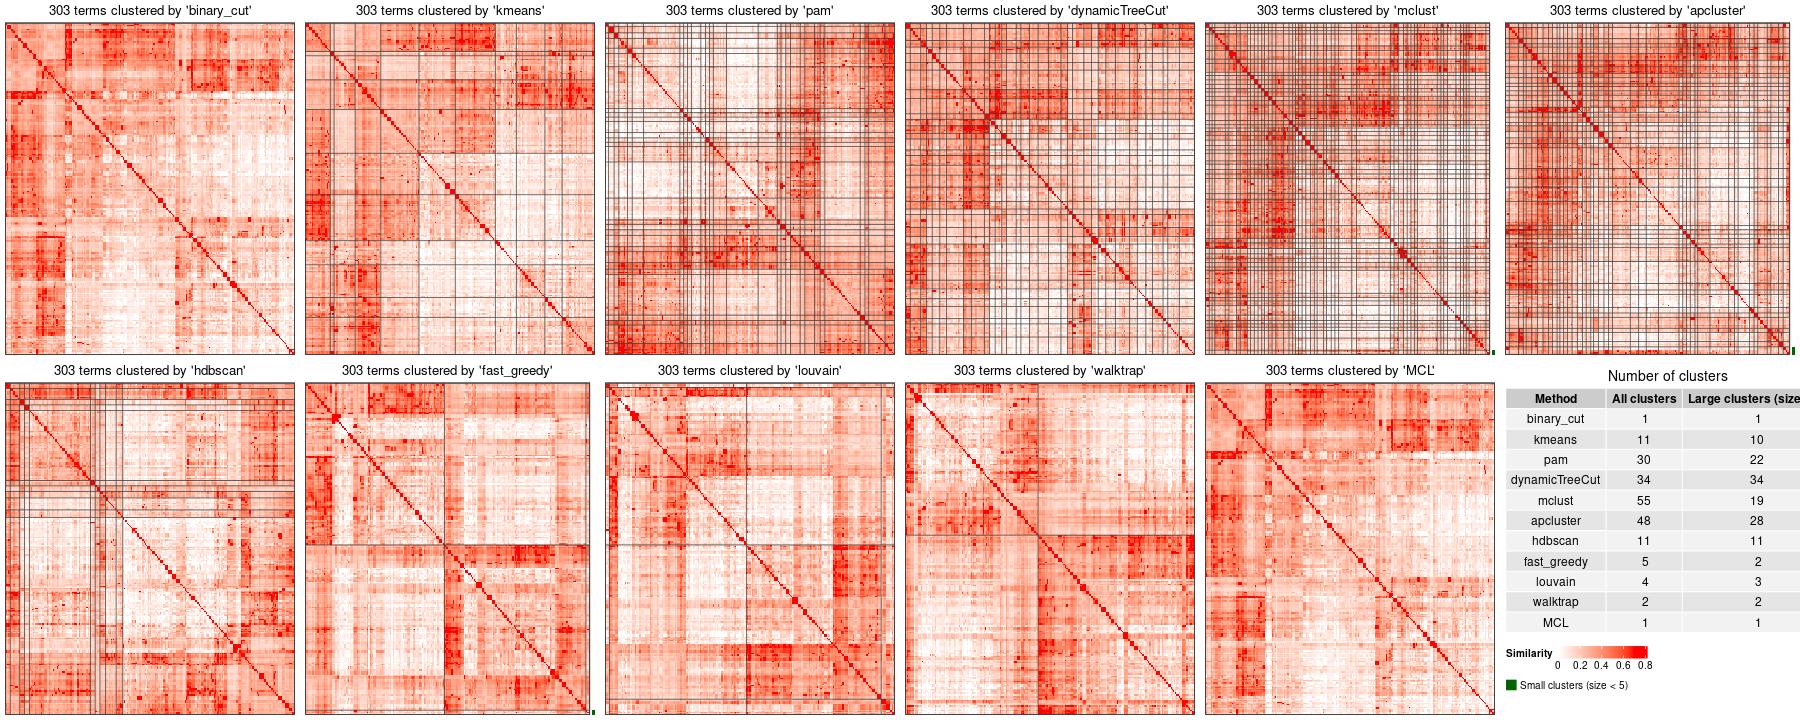 303 terms clustered by 'binary_cut'
303 terms clustered by 'kmeans'
303 terms clustered by 'pam'
303 terms clustered by 'dynamicTreeCut'
303 terms clustered by 'mclust'
303 terms clustered by 'apcluster'
303 terms clustered by 'hdbscan'
303 terms clustered by 'fast_greedy'
303 terms clustered by 'louvain'
303 terms clustered by 'walktrap'
303 terms clustered by 'MCL'
Number of clusters
Method All clusters Large clusters (size
binary_cut 1 1
kmeans 11 10
pam 30 22
dynamicTreeCut 34 34
mclust 55 19
apcluster 48 28
hdbscan 11 11
fast_greedy 5 2
louvain 4 3
walktrap 2 2
MCL 1 1
Similarity
0 0.2 0.4 0.6 0.8
Small clusters (size < 5)